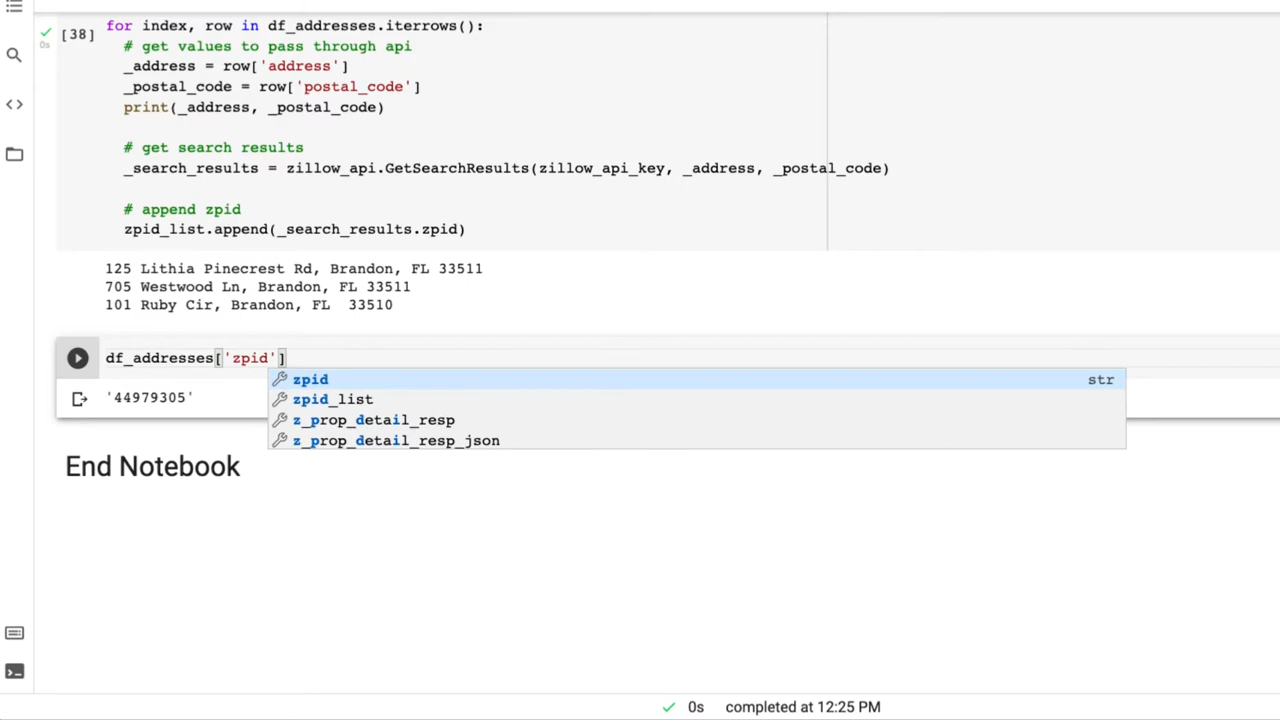 [38]
0s
for index, row in df_addresses.iterrows():
# get values to pass through api
_address = row['address']
_postal_code = row['postal_code']
print(_address, _postal_code)
# get search results
_search_results = zillow_api.GetSearchResults(zillow_api_key, _address, _postal_code)
# append zpid
zpid_list.append(_search_results.zpid)
125 Lithia Pinecrest Rd, Brandon, FL 33511
705 Westwood Ln, Brandon, FL 33511
101 Ruby Cir, Brandon, FL  33510
df_addresses['zpid']
zpid str
'44979305'
zpid_list
z_prop_detail_resp
z_prop_detail_resp_json
End Notebook
0s completed at 12:25 PM